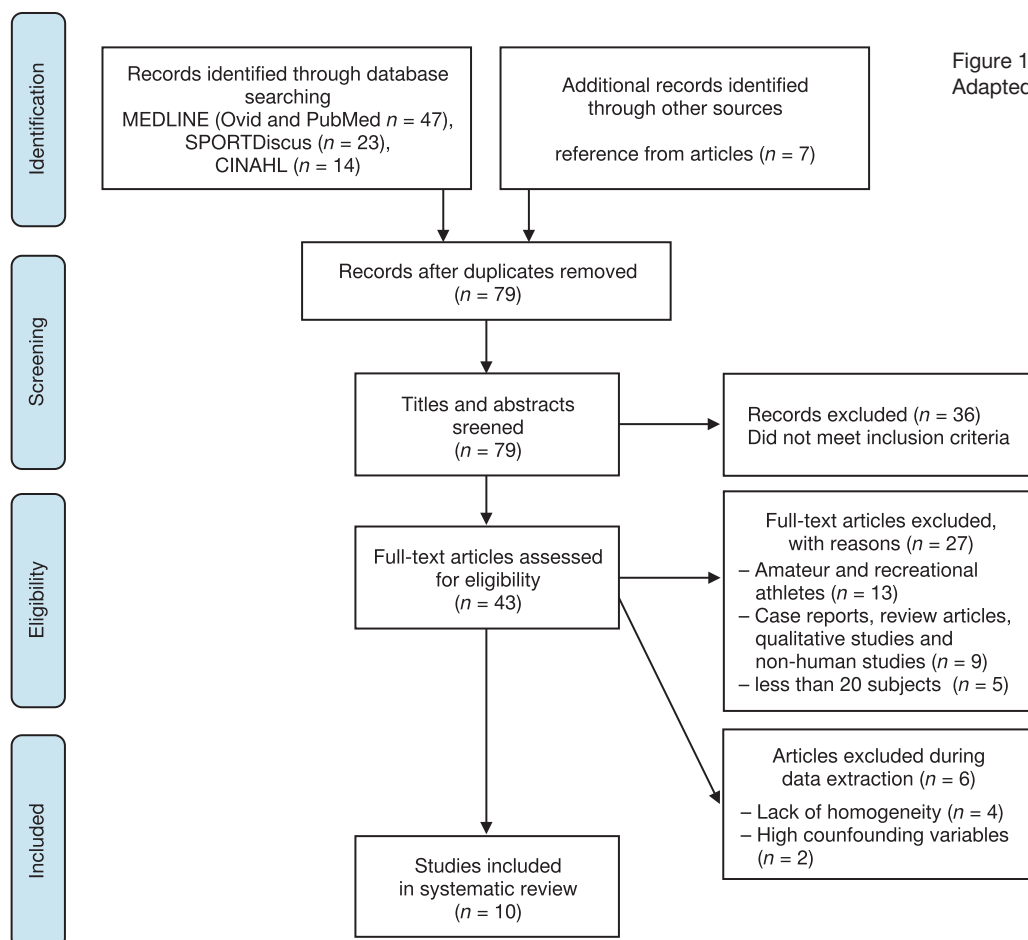 Identification
Records identified through database
searching
MEDLINE (Ovid and PubMed n = 47),
SPORTDiscus (n = 23),
CINAHL (n = 14)
Additional records identified
through other sources
reference from articles (n = 7)
Figure 1
Adapted
Screening
Records after duplicates removed
(n = 79)
Titles and abstracts
sreened
(n = 79)
Records excluded (n = 36)
Did not meet inclusion criteria
Eligibility
Full-text articles assessed
for eligibility
(n = 43)
Full-text articles excluded,
with reasons (n = 27)
– Amateur and recreational
athletes (n = 13)
– Case reports, review articles,
qualitative studies and
non-human studies (n = 9)
– less than 20 subjects (n = 5)
Articles excluded during
data extraction (n = 6)
– Lack of homogeneity (n = 4)
– High counfounding variables
(n = 2)
Included
Studies included
in systematic review
(n = 10)